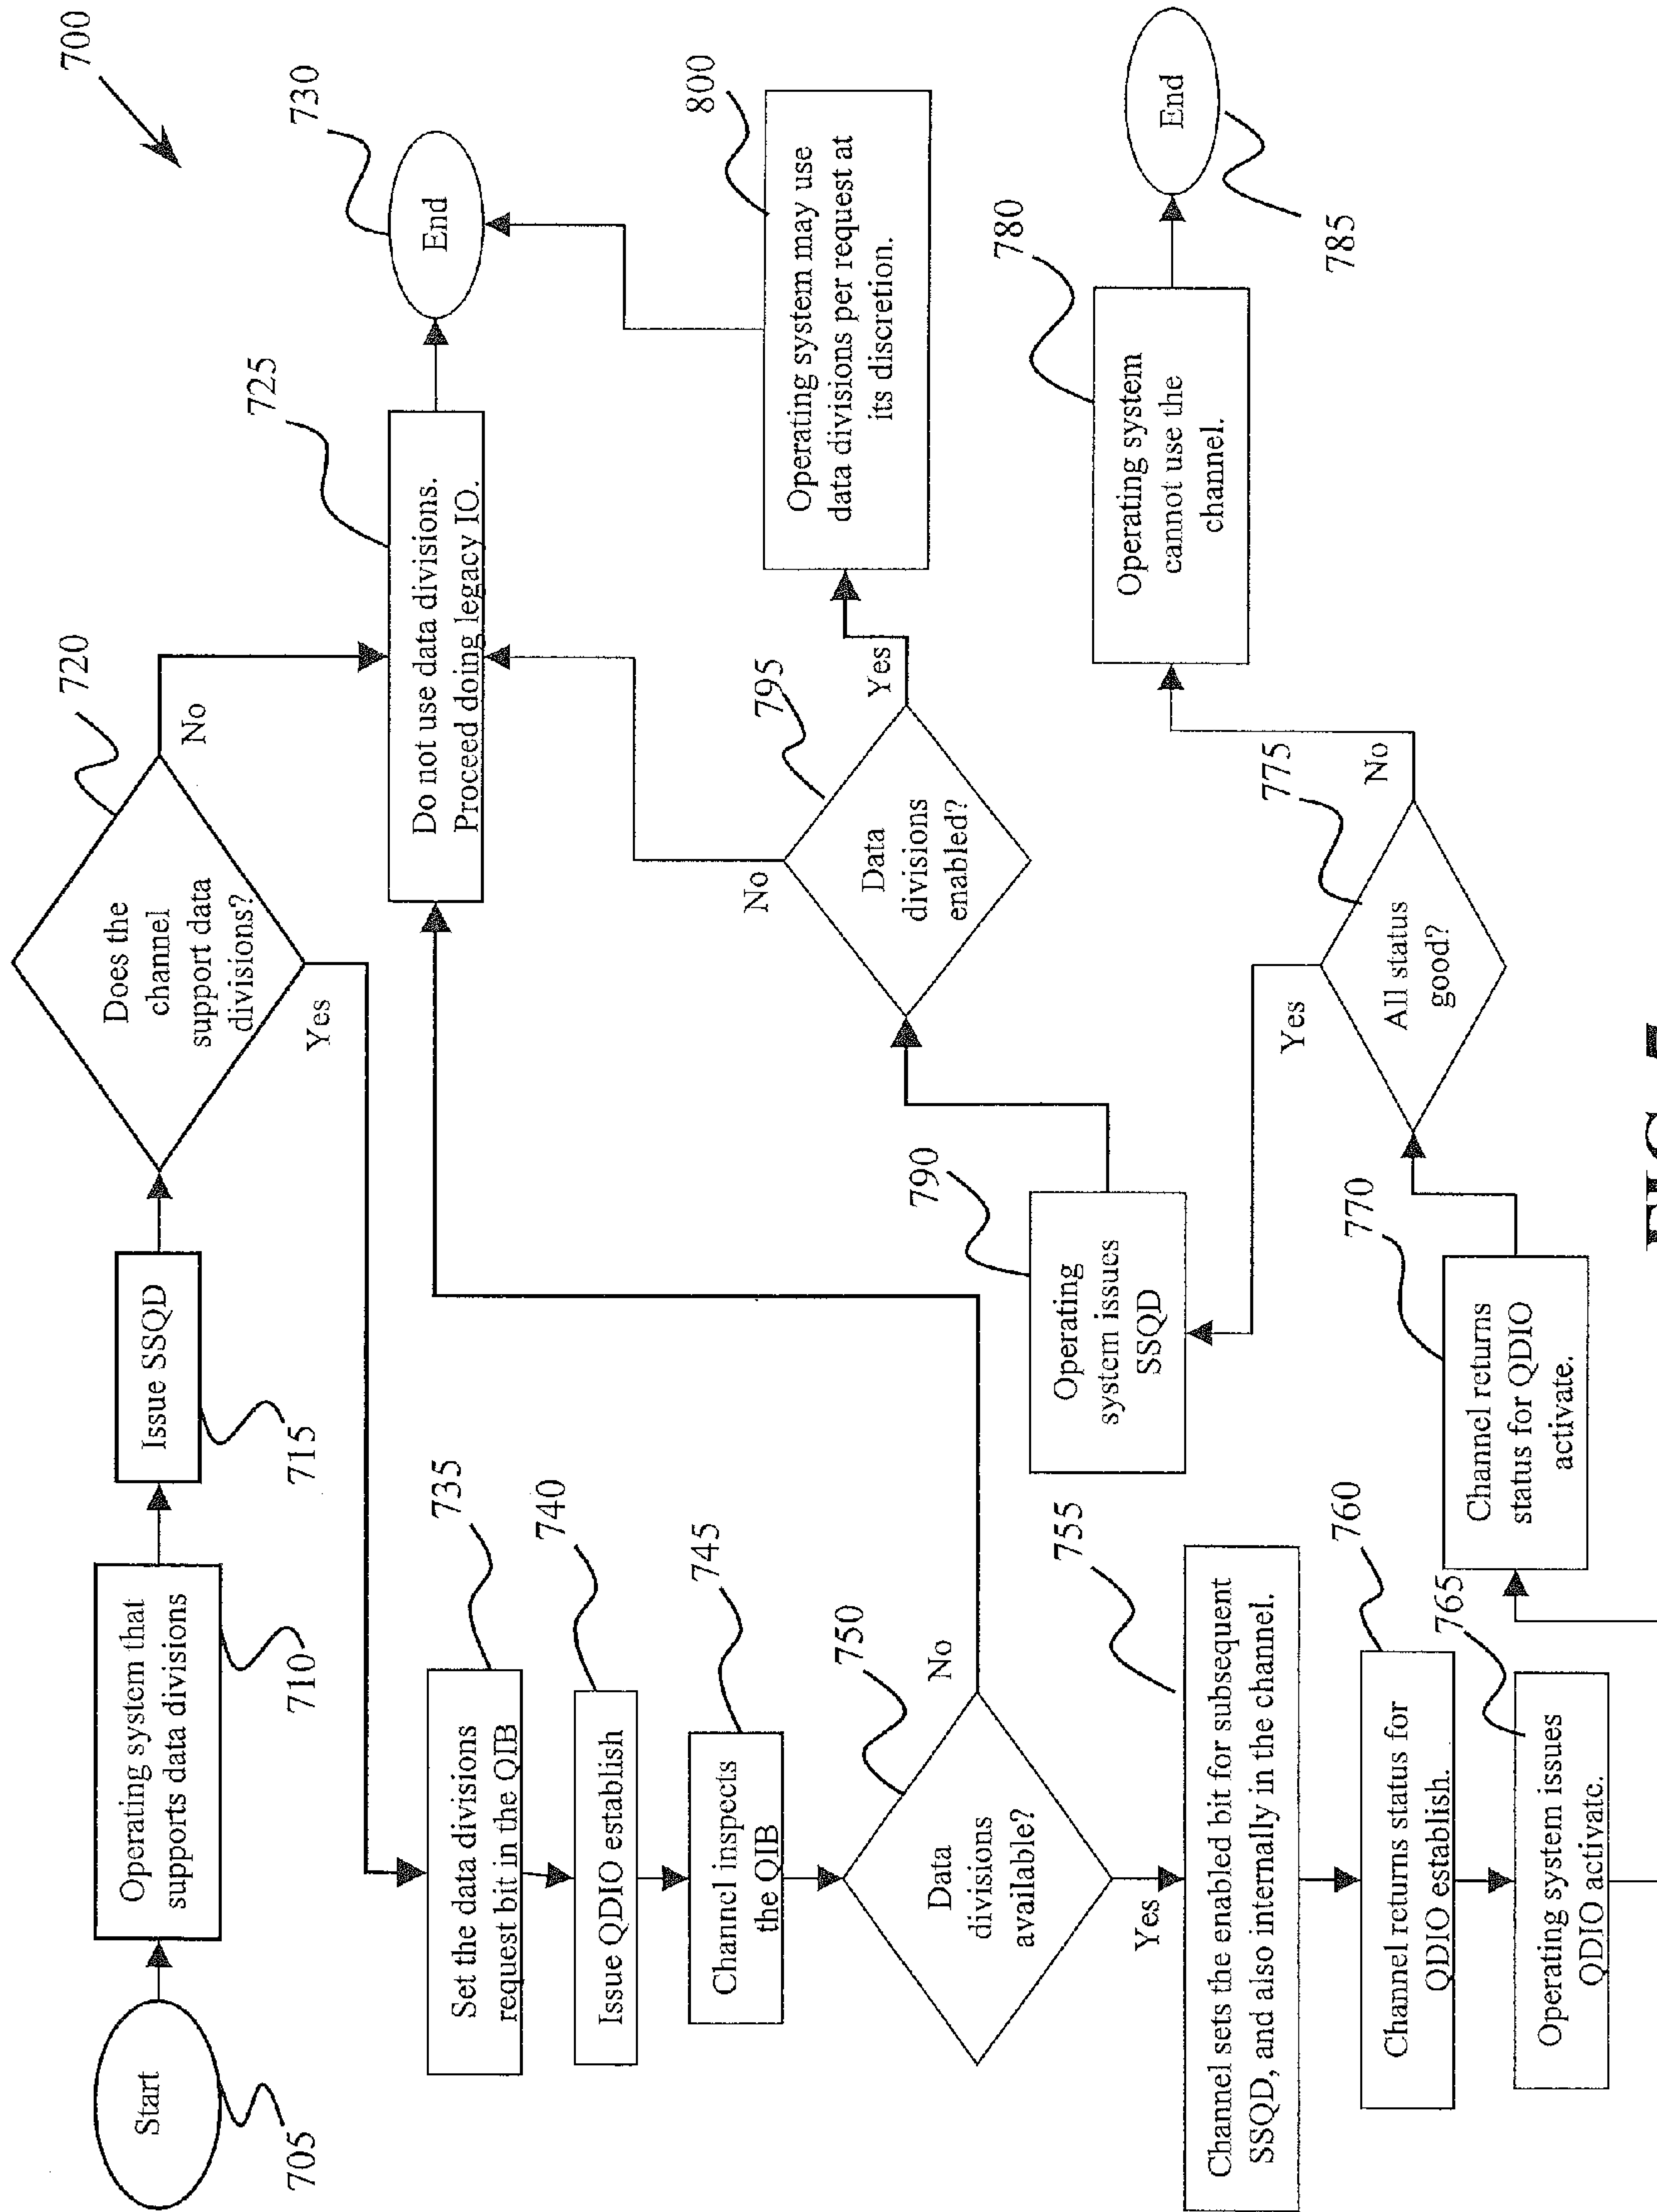 700
Start
705
Operating system that
supports data divisions
710
Issue SSQD
715
Does the
channel
support data
divisions?
720
No
Yes
Do not use data divisions.
Proceed doing legacy IO.
725
End
730
Set the data divisions
request bit in the QIB
735
Issue QDIO establish
740
Channel inspects
the QIB
745
Data
divisions
available?
750
No
Yes
Channel sets the enabled bit for subsequent
SSQD, and also internally in the channel.
755
Channel returns status for
QDIO establish.
760
Operating system issues
QDIO activate.
765
Channel returns
status for QDIO
activate.
770
All status
good?
775
Yes
No
Operating system
cannot use the
channel.
780
End
785
Operating
system issues
SSQD
790
Data
divisions
enabled?
795
No
Yes
Operating system may use
data divisions per request at
its discretion.
800
FIG.